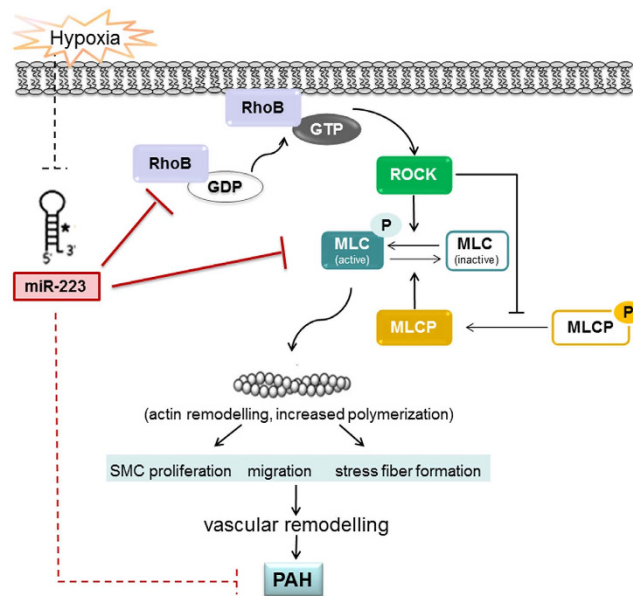 Hypoxia
RhoB
GTP
RhoB
GDP
ROCK
P
MLC
(active)
MLC
(inactive)
5' 3'
miR-223
MLCP
P
MLCP
(actin remodelling, increased polymerization)
SMC proliferation migration stress fiber formation
vascular remodelling
PAH